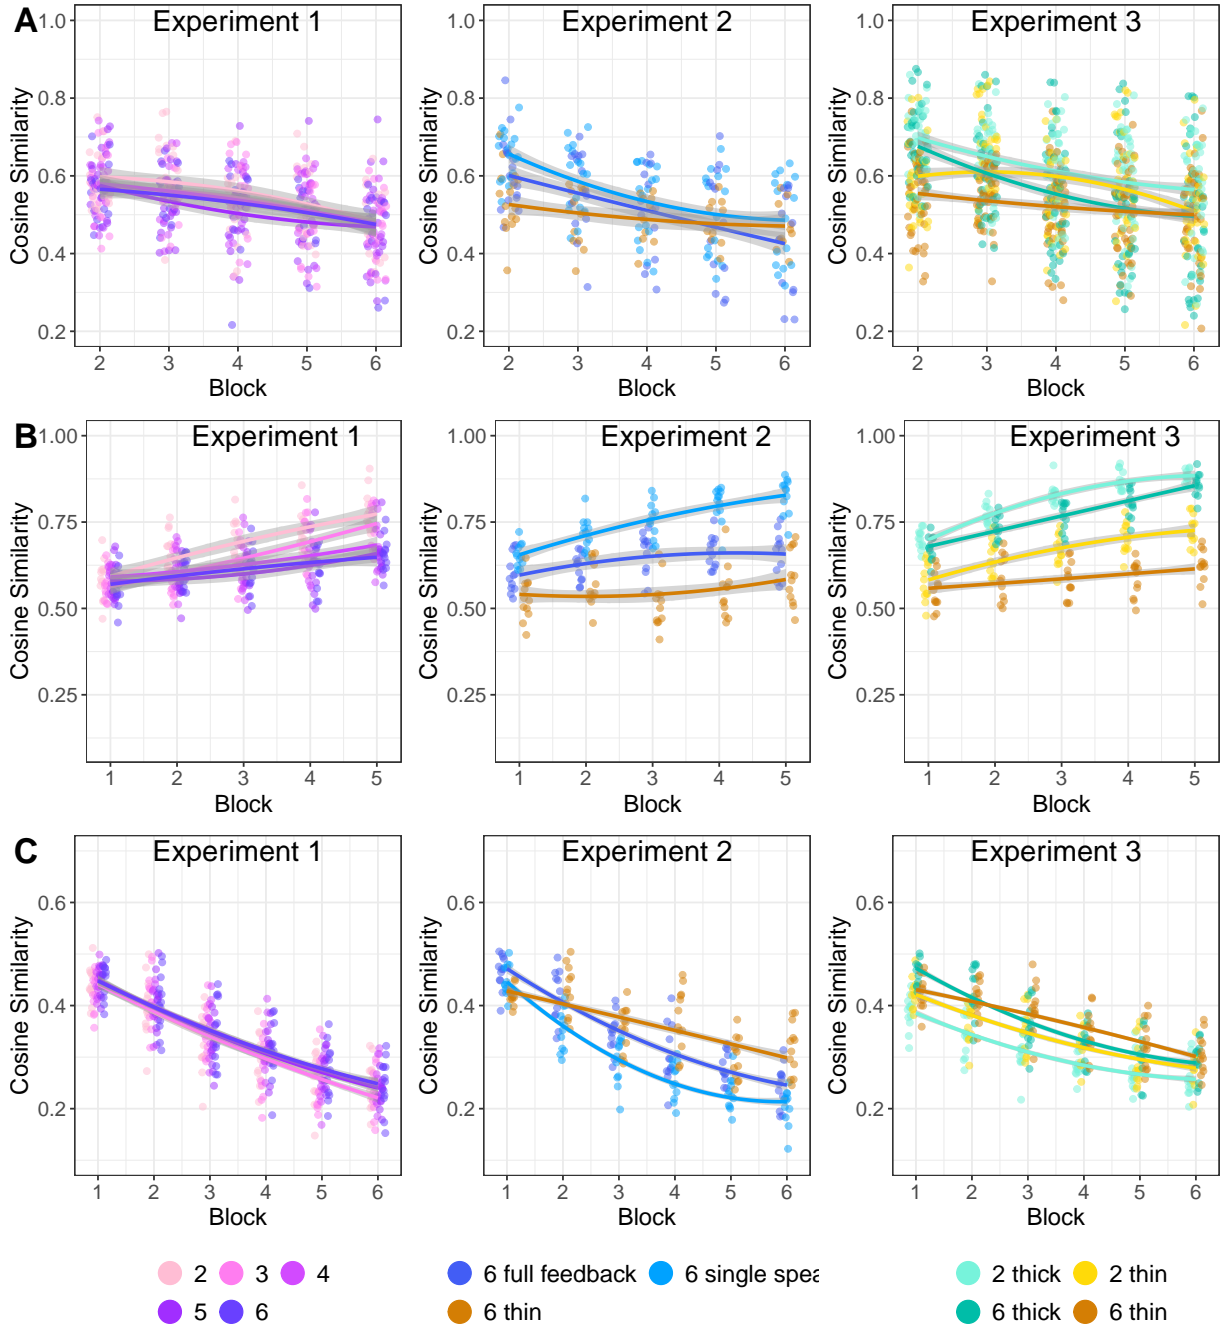 A
Experiment 1
Experiment 2
Experiment 3
Cosine Similarity
1.0
0.8
0.6
0.4
0.2
2 3 4 5 6
Block
Cosine Similarity
1.0
0.8
0.6
0.4
0.2
2 3 4 5 6
Block
Cosine Similarity
1.0
0.8
0.6
0.4
0.2
2 3 4 5 6
Block
B
Experiment 1
Experiment 2
Experiment 3
Cosine Similarity
1.00
0.75
0.50
0.25
1 2 3 4 5
Block
Cosine Similarity
1.00
0.75
0.50
0.25
1 2 3 4 5
Block
Cosine Similarity
1.00
0.75
0.50
0.25
1 2 3 4 5
Block
C
Experiment 1
Experiment 2
Experiment 3
Cosine Similarity
0.6
0.4
0.2
1 2 3 4 5 6
Block
Cosine Similarity
0.6
0.4
0.2
1 2 3 4 5 6
Block
Cosine Similarity
0.6
0.4
0.2
1 2 3 4 5 6
Block
2 3 4
5 6
6 full feedback 6 single spea
6 thin
2 thick 2 thin
6 thick 6 thin